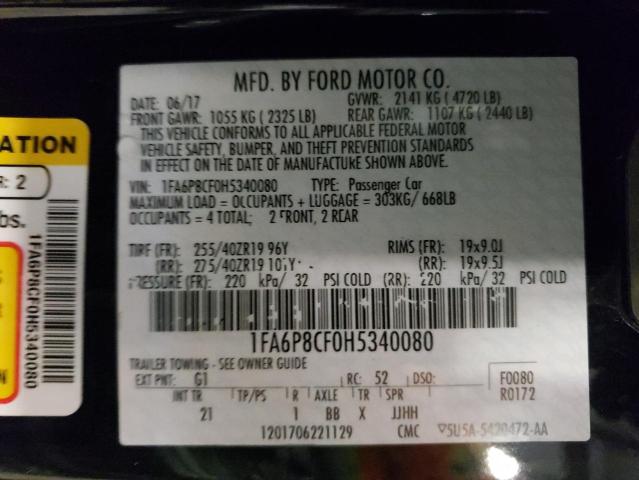 ATION
R: 2
bs.
1FA6P8CF0H5340080
MFD. BY FORD MOTOR CO.
DATE: 06/17 GVWR: 2141 KG ( 4720 LB)
FRONT GAWR: 1055 KG ( 2325 LB) REAR GAWR: 1107 KG ( 2440 LB)
THIS VEHICLE CONFORMS TO ALL APPLICABLE FEDERAL MOTOR
VEHICLE SAFETY, BUMPER, AND THEFT PREVENTION STANDARDS
IN EFFECT ON THE DATE OF MANUFACTURE SHOWN ABOVE.
VIN: 1FA6P8CF0H5340080 TYPE: Passenger Car
MAXIMUM LOAD = OCCUPANTS + LUGGAGE = 303KG/ 668LB
OCCUPANTS = 4 TOTAL; 2 FRONT, 2 REAR
TIRE (FR): 255/40ZR19 96Y RIMS (FR): 19x9.0J
(RR): 275/40ZR19 (RR): 19x9.5J
PRESSURE (FR): 220 kPa/ 32 PSI COLD (RR): 220 kPa/ 32 PSI COLD
1FA6P8CF0H5340080
TRAILER TOWING - SEE OWNER GUIDE
EXT PNT: G1 RC: 52 DSO: F0080
INT TR TP/PS R AXLE TR SPR R0172
21 1 BB X JJHH
1201706221129 CMC 5U5A-5420472-AA